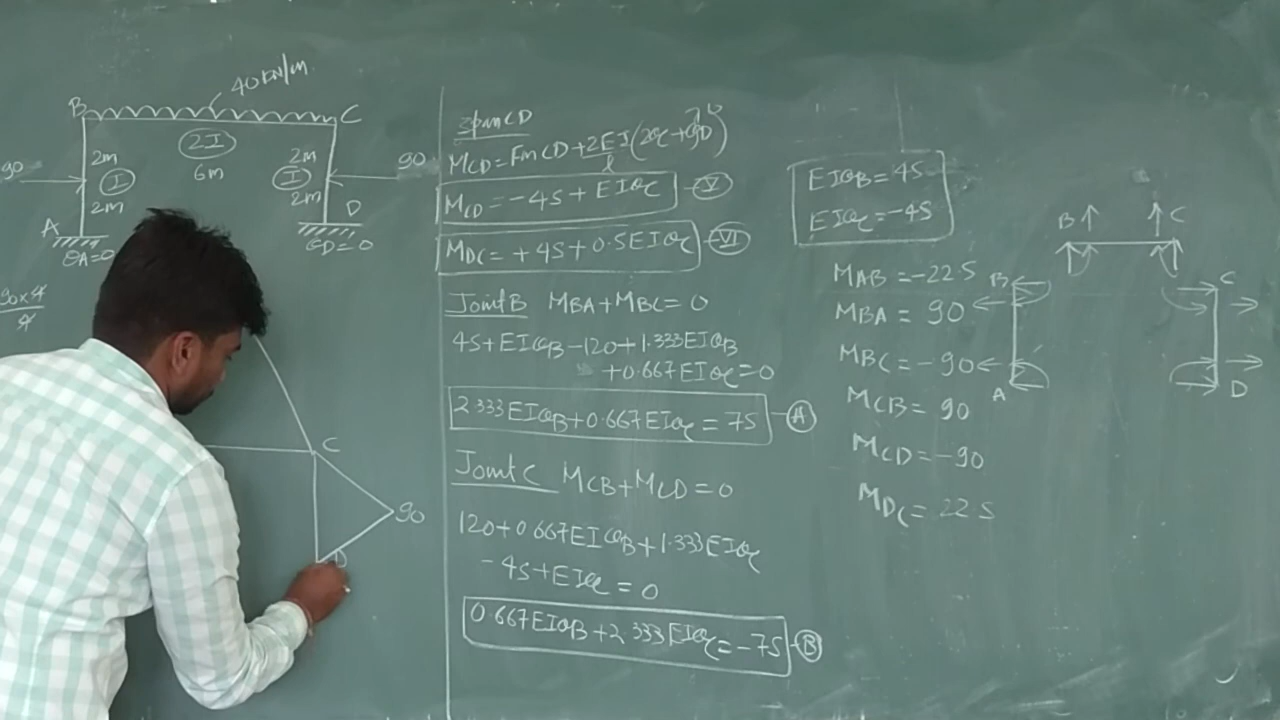 40 kN/m
B
C
2I
6m
2m
I
2m
2m
I
2m
90
90
A
D
θA=0
θD=0
90×4
4
C
90
D
Span CD
MCD = FMCD + 2EI/l (2θC + θD) 0
MCD = -45 + EIθC - V
MDC = +45 + 0.5EIθC - VI
Joint B MBA + MBC = 0
45 + EIθB - 120 + 1.333EIθB
+ 0.667EIθC = 0
2.333EIθB + 0.667EIθC = 75 - A
Joint C MCB + MCD = 0
120 + 0.667EIθB + 1.333EIθC
- 45 + EIθC = 0
0.667EIθB + 2.333EIθC = -75 - B
EIθB = 45
EIθC = -45
MAB = -22.5
MBA = 90
MBC = -90
MCB = 90
MCD = -90
MDC = 22.5
B
C
B
A
C
D